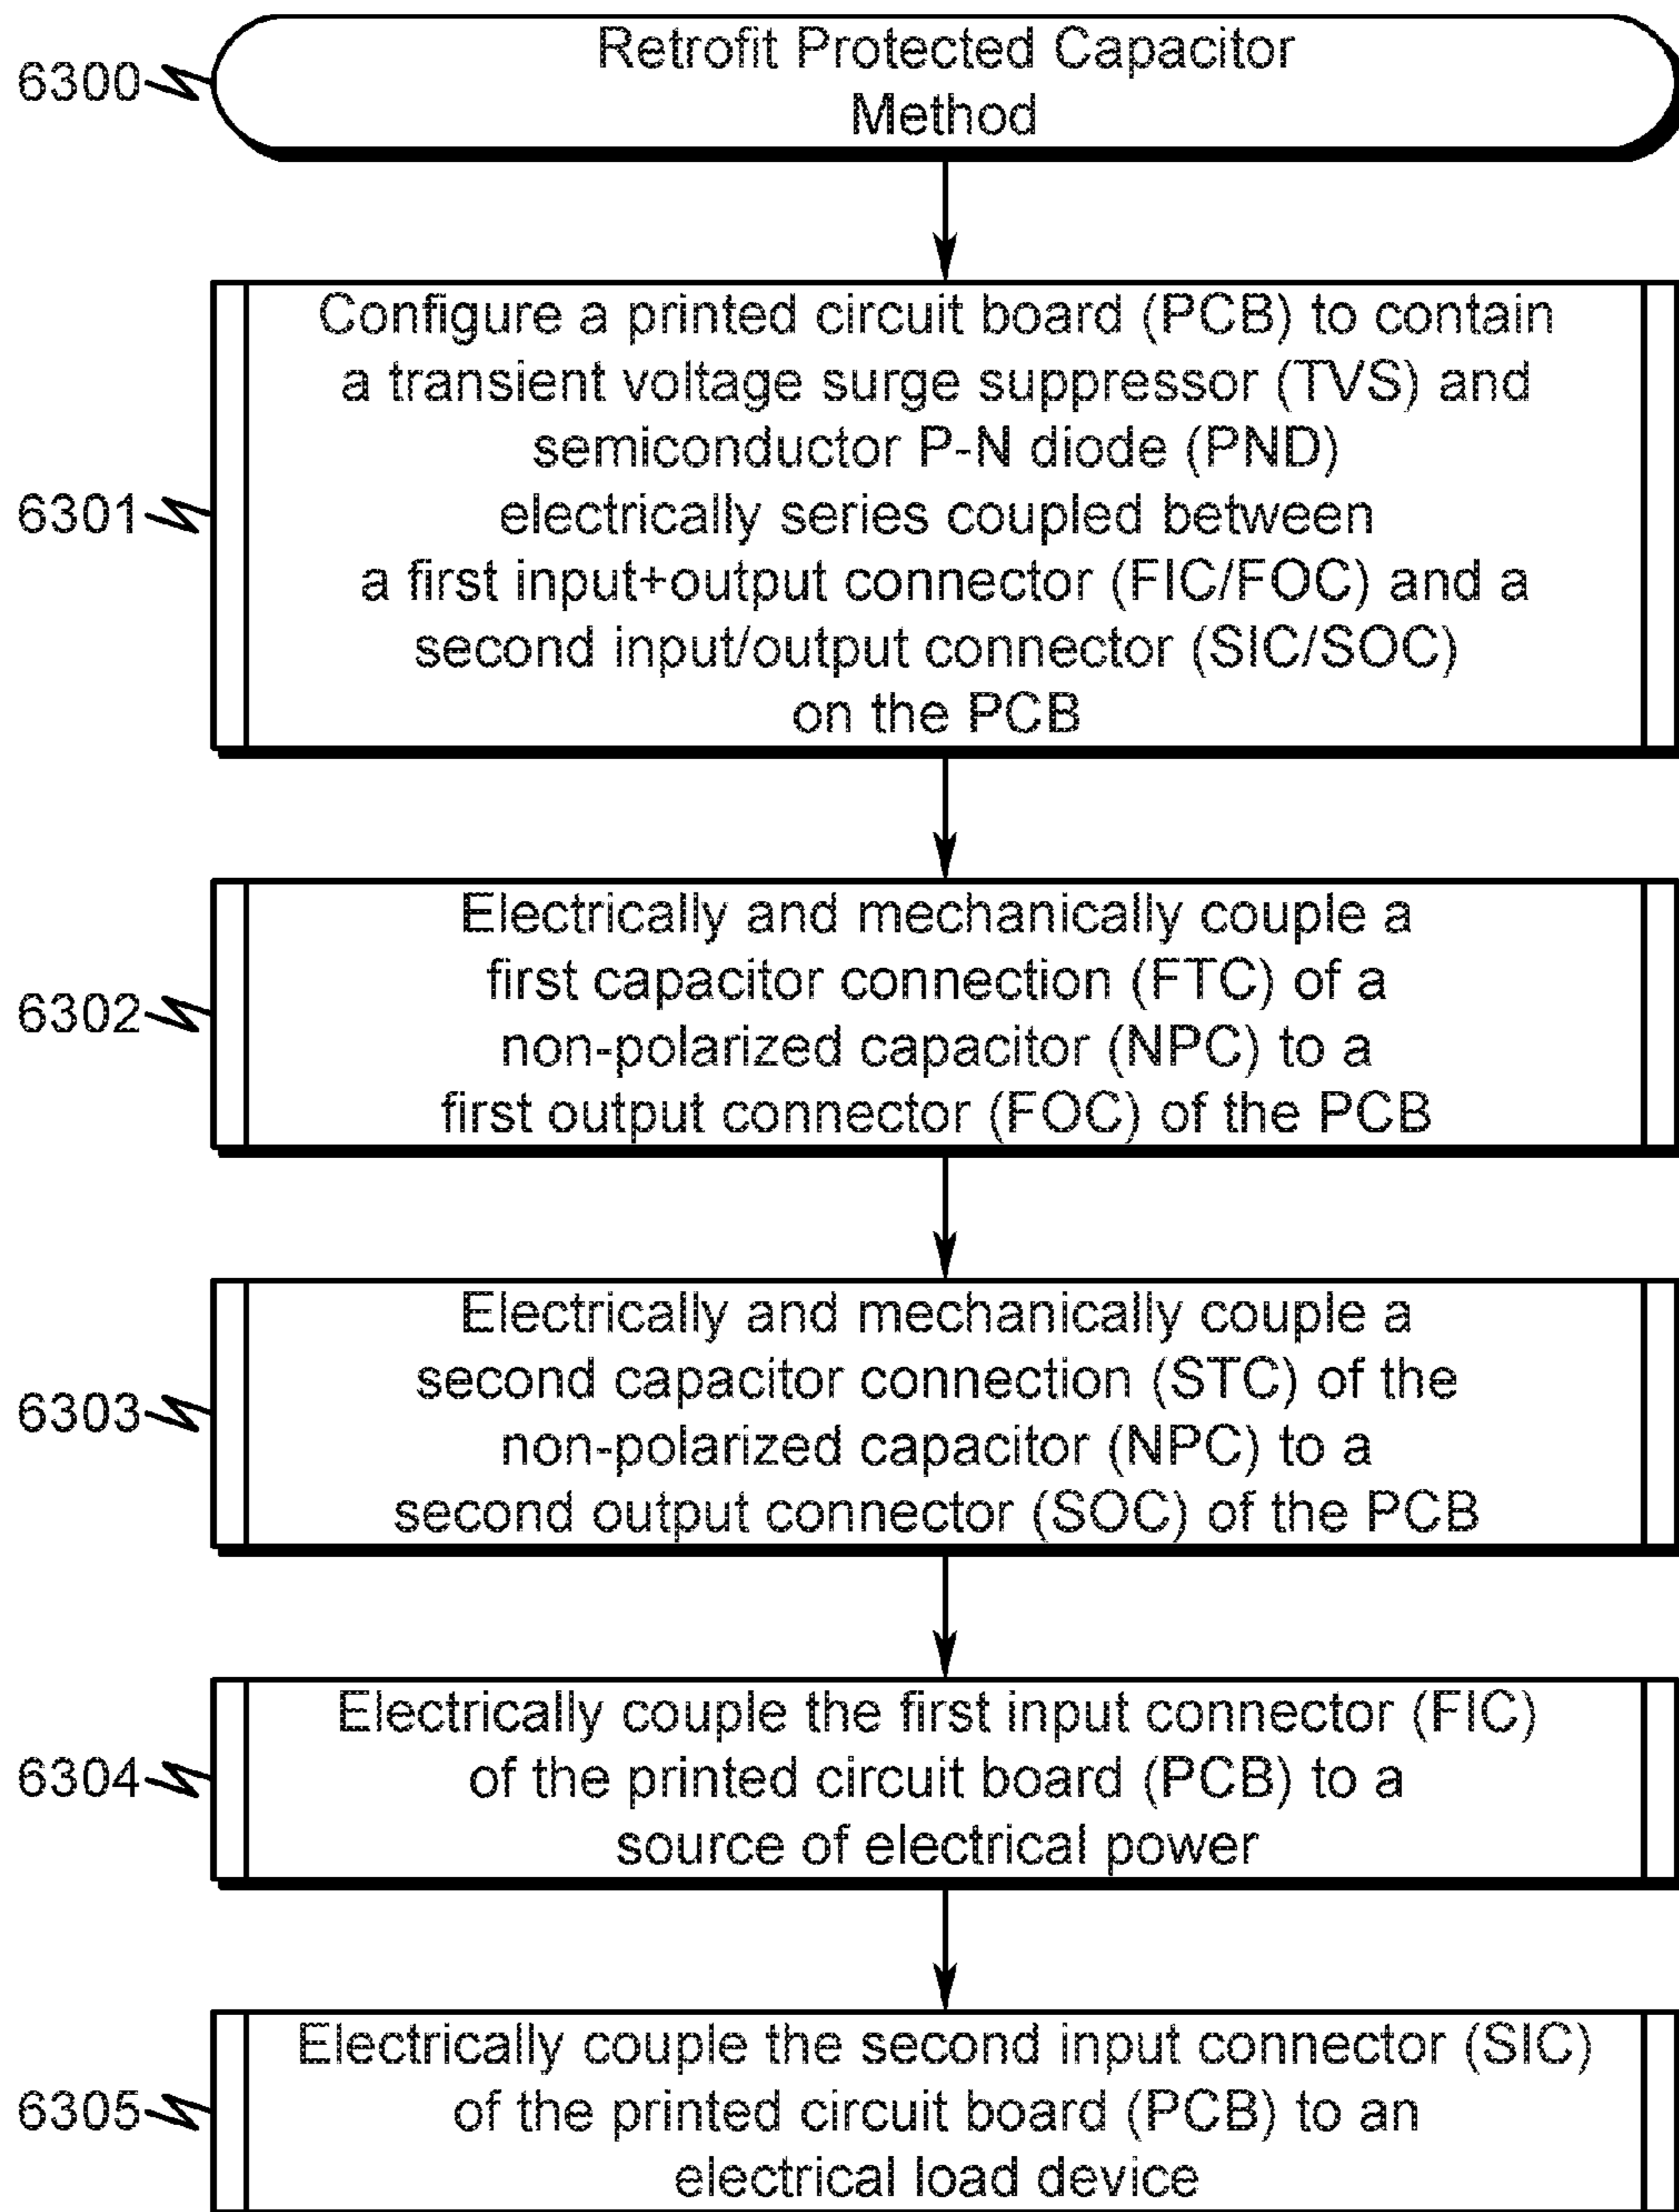 6300
Retrofit Protected Capacitor
Method
6301
Configure a printed circuit board (PCB) to contain
a transient voltage surge suppressor (TVS) and
semiconductor P-N diode (PND)
electrically series coupled between
a first input+output connector (FIC/FOC) and a
second input/output connector (SIC/SOC)
on the PCB
6302
Electrically and mechanically couple a
first capacitor connection (FTC) of a
non-polarized capacitor (NPC) to a
first output connector (FOC) of the PCB
6303
Electrically and mechanically couple a
second capacitor connection (STC) of the
non-polarized capacitor (NPC) to a
second output connector (SOC) of the PCB
6304
Electrically couple the first input connector (FIC)
of the printed circuit board (PCB) to a
source of electrical power
6305
Electrically couple the second input connector (SIC)
of the printed circuit board (PCB) to an
electrical load device